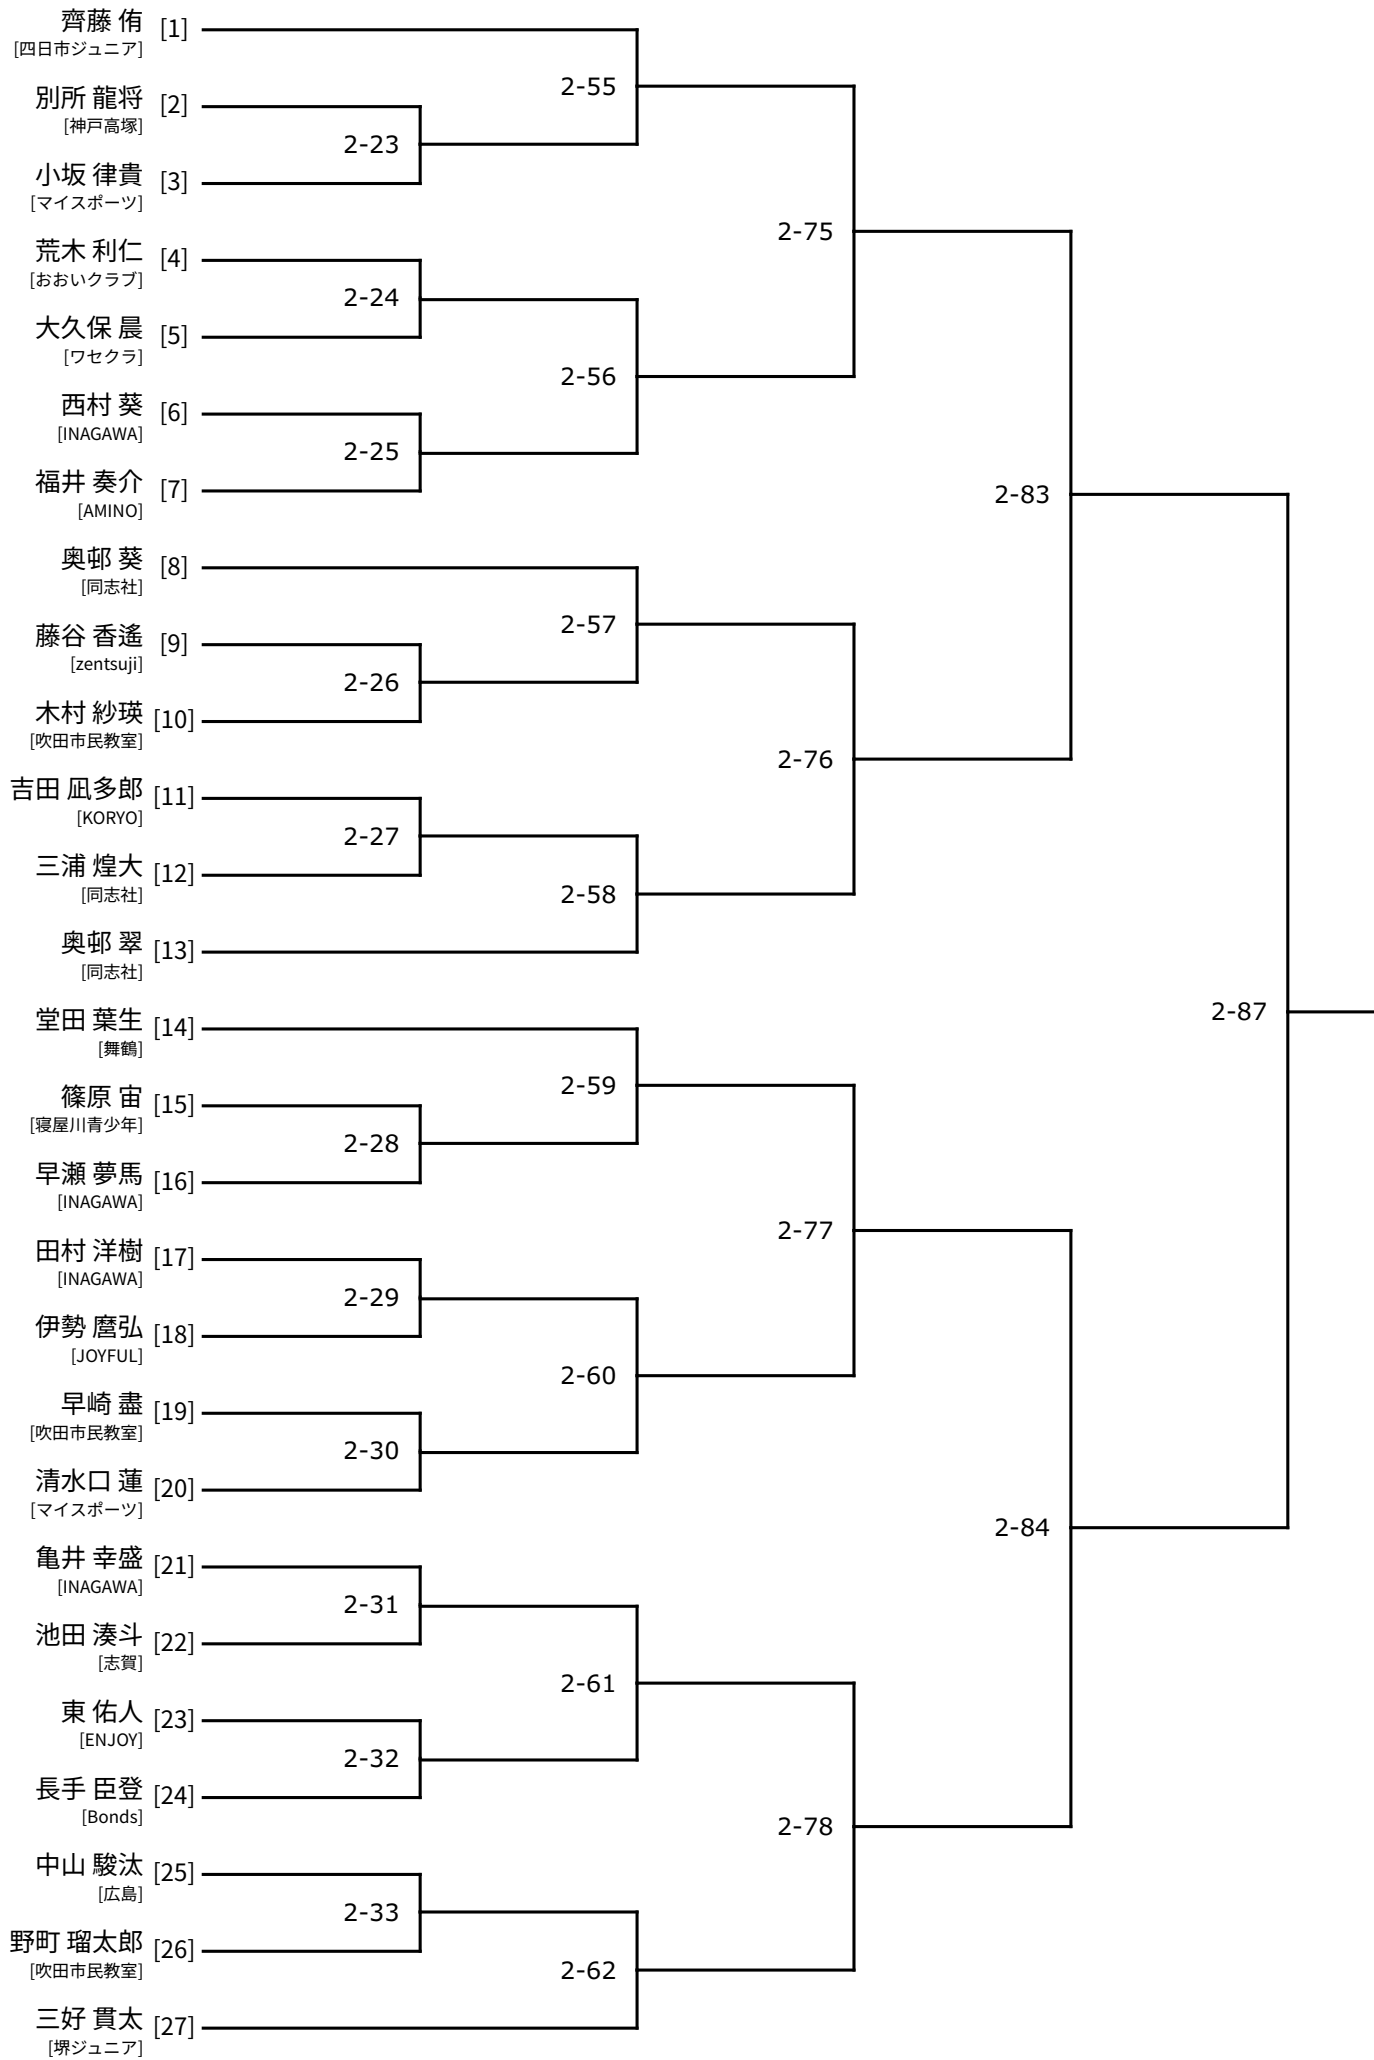 齊藤 侑 [1]
[四日市ジュニア]
2-55
別所 龍将 [2]
[神戸高塚]
2-23
小坂 律貴 [3]
[マイスポーツ]
2-75
荒木 利仁 [4]
[おおいクラブ]
2-24
大久保 晨 [5]
[ワセクラ]
2-56
西村 葵 [6]
[INAGAWA]
2-25
福井 奏介 [7]
[AMINO]
2-83
奥邨 葵 [8]
[同志社]
2-57
藤谷 香遙 [9]
[zentsuji]
2-26
木村 紗瑛 [10]
[吹田市民教室]
2-76
吉田 凪多郎 [11]
[KORYO]
2-27
三浦 煌大 [12]
[同志社]
2-58
奥邨 翠 [13]
[同志社]
2-87
堂田 葉生 [14]
[舞鶴]
2-59
篠原 宙 [15]
[寝屋川青少年]
2-28
早瀬 夢馬 [16]
[INAGAWA]
2-77
田村 洋樹 [17]
[INAGAWA]
2-29
伊勢 麿弘 [18]
[JOYFUL]
2-60
早崎 盡 [19]
[吹田市民教室]
2-30
清水口 蓮 [20]
[マイスポーツ]
2-84
亀井 幸盛 [21]
[INAGAWA]
2-31
池田 湊斗 [22]
[志賀]
2-61
東 佑人 [23]
[ENJOY]
2-32
長手 臣登 [24]
[Bonds]
2-78
中山 駿汰 [25]
[広島]
2-33
野町 瑠太郎 [26]
[吹田市民教室]
2-62
三好 貫太 [27]
[堺ジュニア]